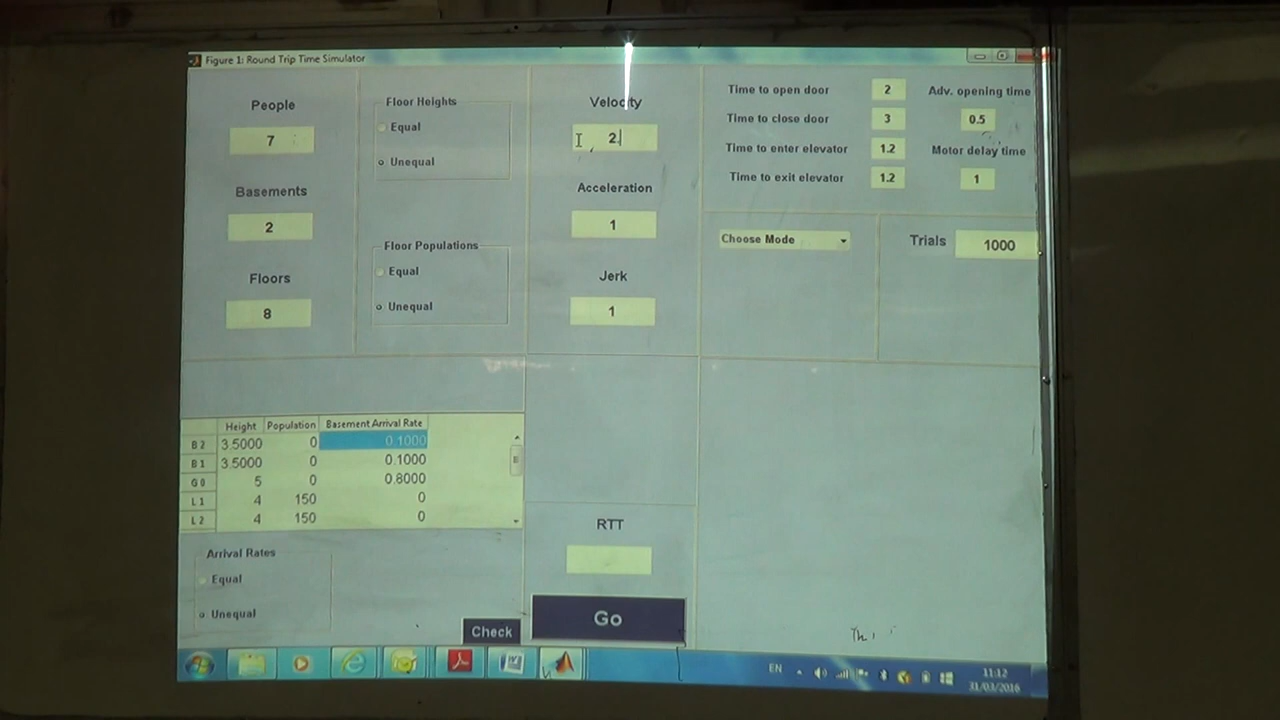 Figure 1: Round Trip Time Simulator
People
7
Basements
2
Floors
8
Floor Heights
Equal
Unequal
Floor Populations
Equal
Unequal
Velocity
2.
Acceleration
1
Jerk
1
Time to open door 2
Time to close door 3
Time to enter elevator 1.2
Time to exit elevator 1.2
Adv. opening time
0.5
Motor delay time
1
Choose Mode
Trials 1000
Height Population Basement Arrival Rate
B 2 3.5000 0 0.1000
B 1 3.5000 0 0.1000
G 0 5 0 0.8000
L 1 4 150 0
L 2 4 150 0
Arrival Rates
Equal
Unequal
Check
RTT
Go
EN
11:12
31/03/2016